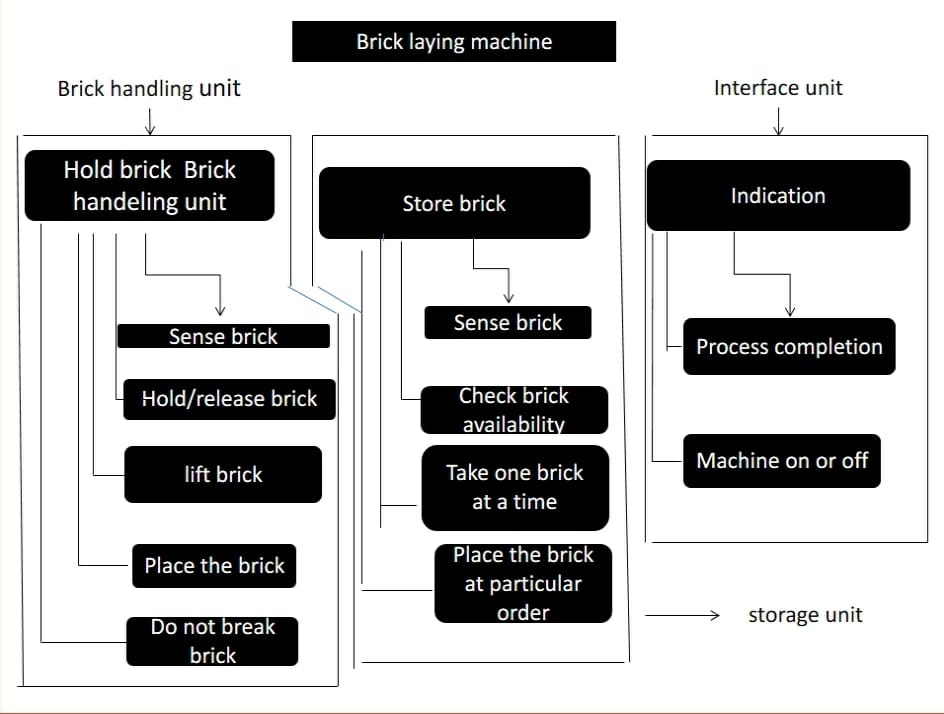 Brick laying machine
Brick handling unit
Hold brick Brick
handeling unit
Sense brick
Hold/release brick
lift brick
Place the brick
Do not break
brick
Store brick
Sense brick
Check brick
availability
Take one brick
at a time
Place the brick
at particular
order
Interface unit
Indication
Process completion
Machine on or off
storage unit